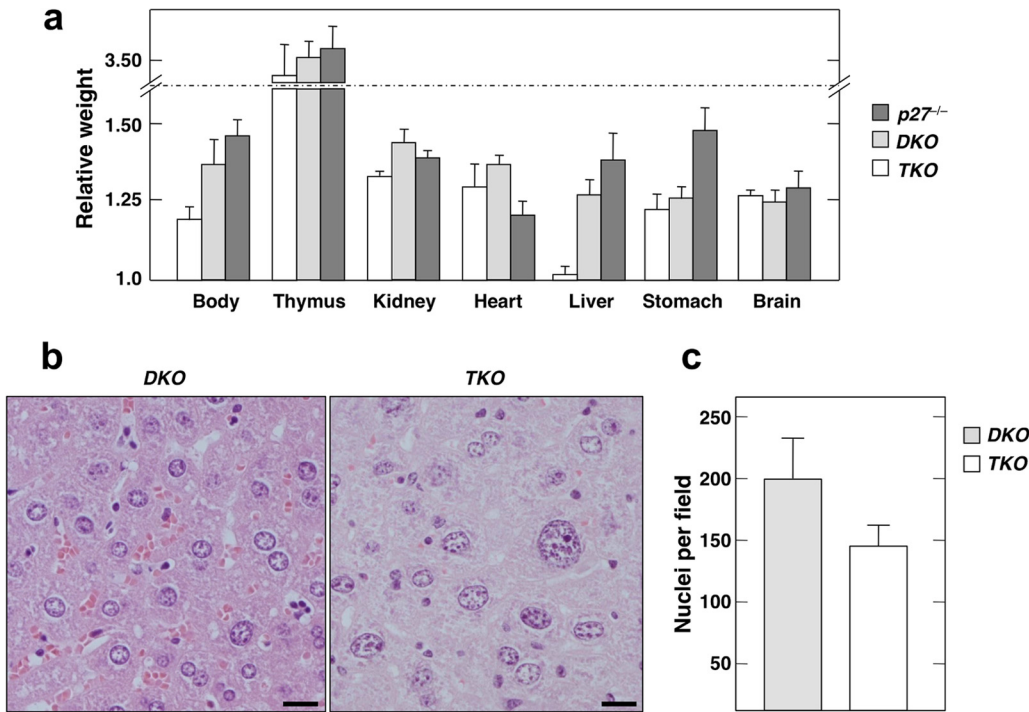 a
Relative weight
3.50
1.50
1.25
1.0
Body Thymus Kidney Heart Liver Stomach Brain
p27–/–
DKO
TKO
b
DKO TKO
c
Nuclei per field
250
200
150
100
50
DKO
TKO